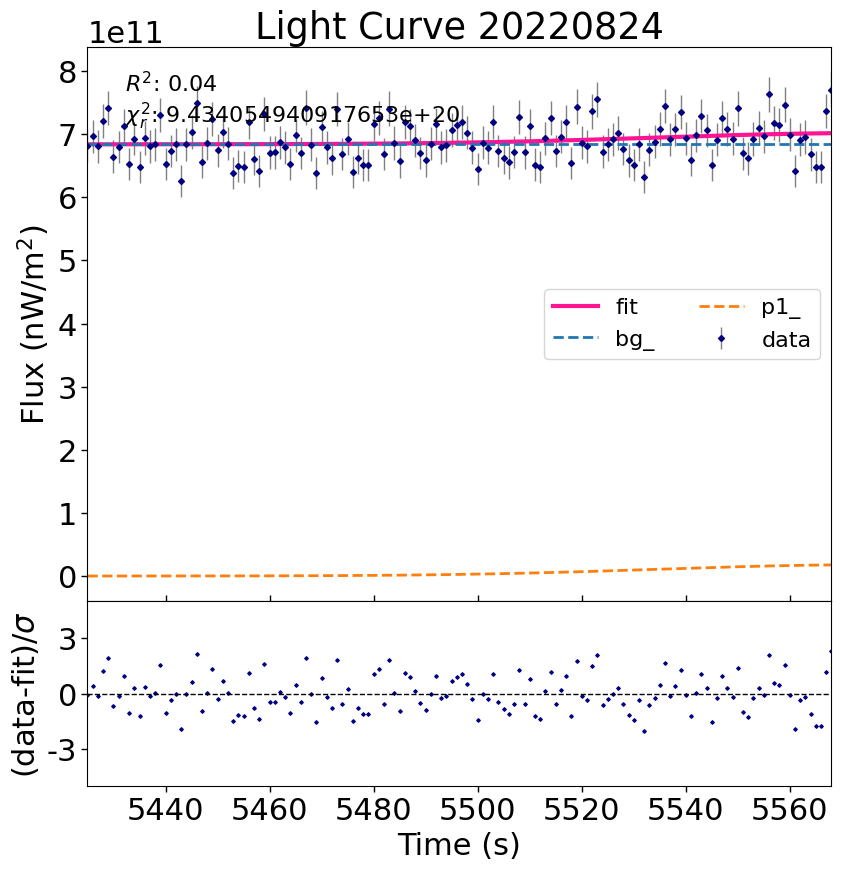 Light Curve 20220824
1e11
R²: 0.04
χ²ᵣ: 9.434054940917653e+20
Flux (nW/m²)
8
7
6
5
4
3
2
1
0
fit
bg_
p1_
data
(data-fit)/σ
3
0
-3
5440 5460 5480 5500 5520 5540 5560
Time (s)